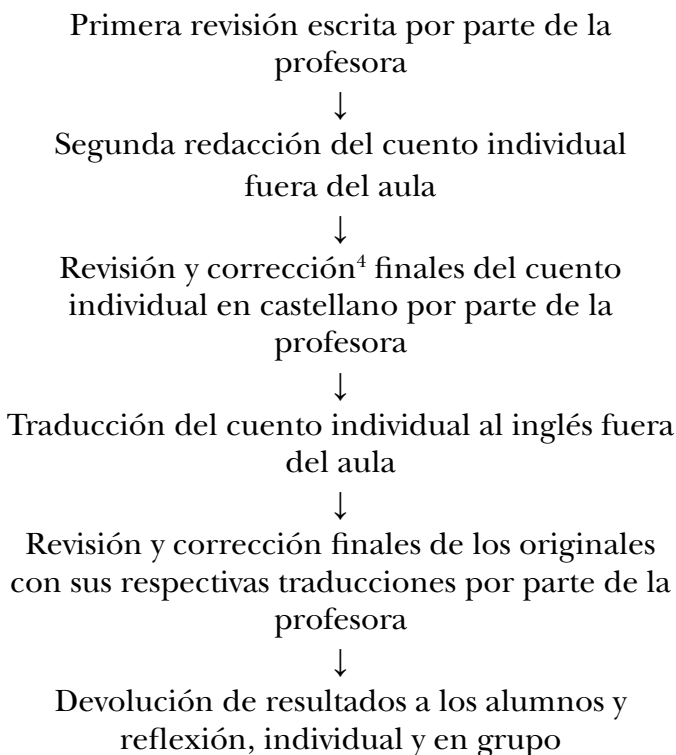 Primera revisión escrita por parte de la
profesora
↓
Segunda redacción del cuento individual
fuera del aula
↓
Revisión y corrección⁴ finales del cuento
individual en castellano por parte de la
profesora
↓
Traducción del cuento individual al inglés fuera
del aula
↓
Revisión y corrección finales de los originales
con sus respectivas traducciones por parte de la
profesora
↓
Devolución de resultados a los alumnos y
reflexión, individual y en grupo